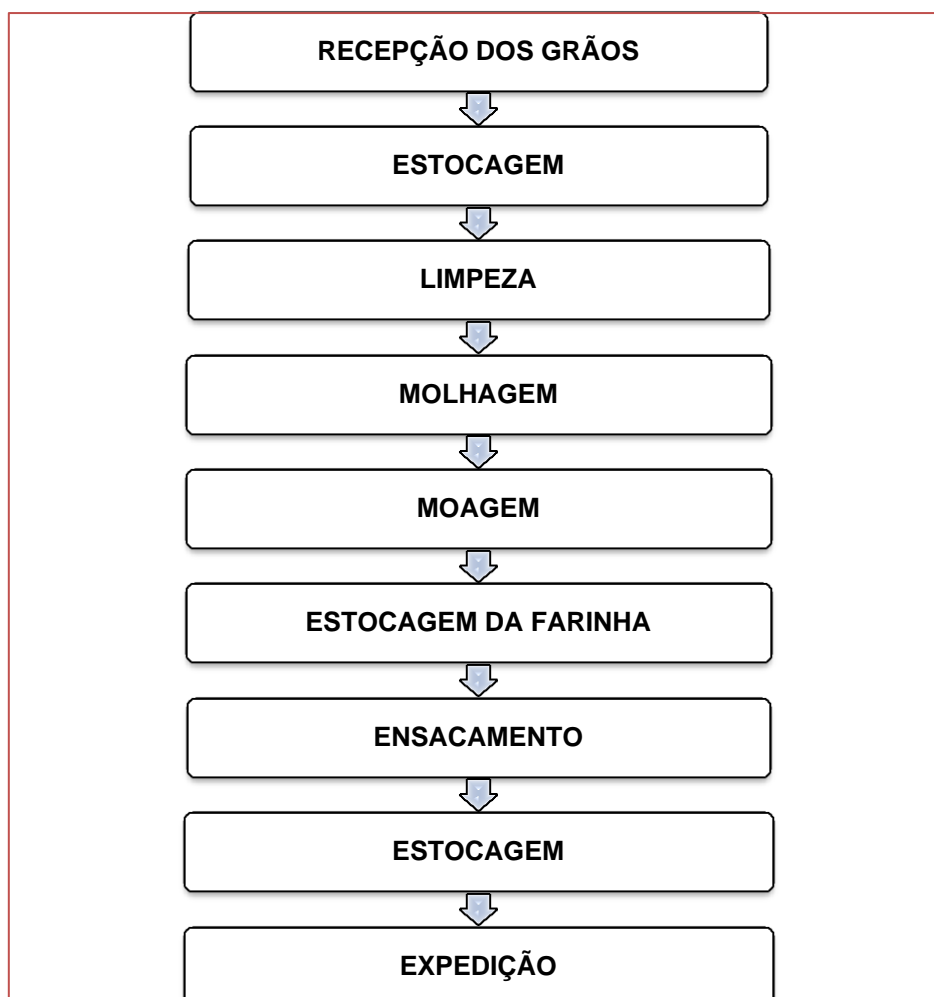 RECEPÇÃO DOS GRÃOS
ESTOCAGEM
LIMPEZA
MOLHAGEM
MOAGEM
ESTOCAGEM DA FARINHA
ENSACAMENTO
ESTOCAGEM
EXPEDIÇÃO